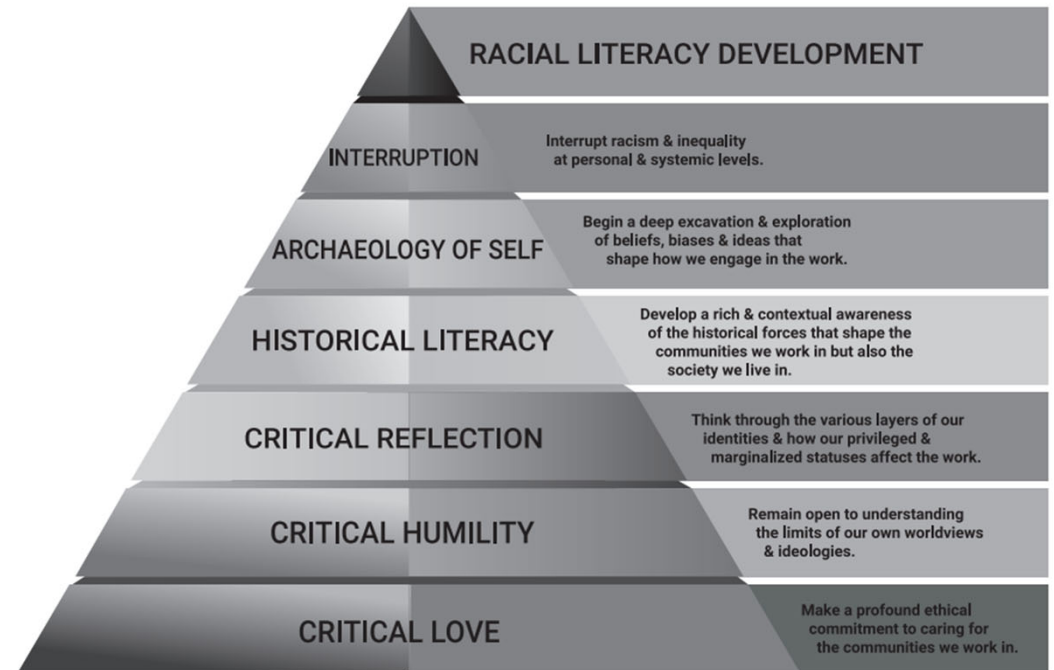 RACIAL LITERACY DEVELOPMENT
INTERRUPTION
Interrupt racism & inequality
at personal & systemic levels.
ARCHAEOLOGY OF SELF
Begin a deep excavation & exploration
of beliefs, biases & ideas that
shape how we engage in the work.
HISTORICAL LITERACY
Develop a rich & contextual awareness
of the historical forces that shape the
communities we work in but also the
society we live in.
CRITICAL REFLECTION
Think through the various layers of our
identities & how our privileged &
marginalized statuses affect the work.
CRITICAL HUMILITY
Remain open to understanding
the limits of our own worldviews
& ideologies.
CRITICAL LOVE
Make a profound ethical
commitment to caring for
the communities we work in.